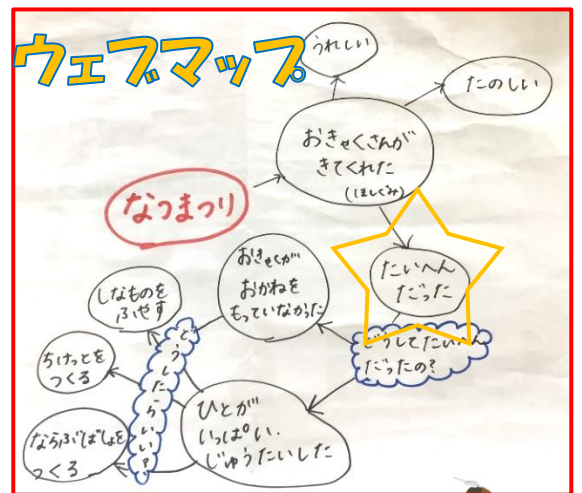 ウェブマップ
うれしい
たのしい
おきゃくさんが
きてくれた
(ほしぐみ)
なつまつり
たいへん
だった
どうしてたいへん
だったの?
おきゃくが
おかねを
もっていなかった
ひとが
いっぱい.
じゅうたいした
どうしたらいい?
しなものを
ふやす
ちけっとを
つくる
ならぶばしょを
つくる